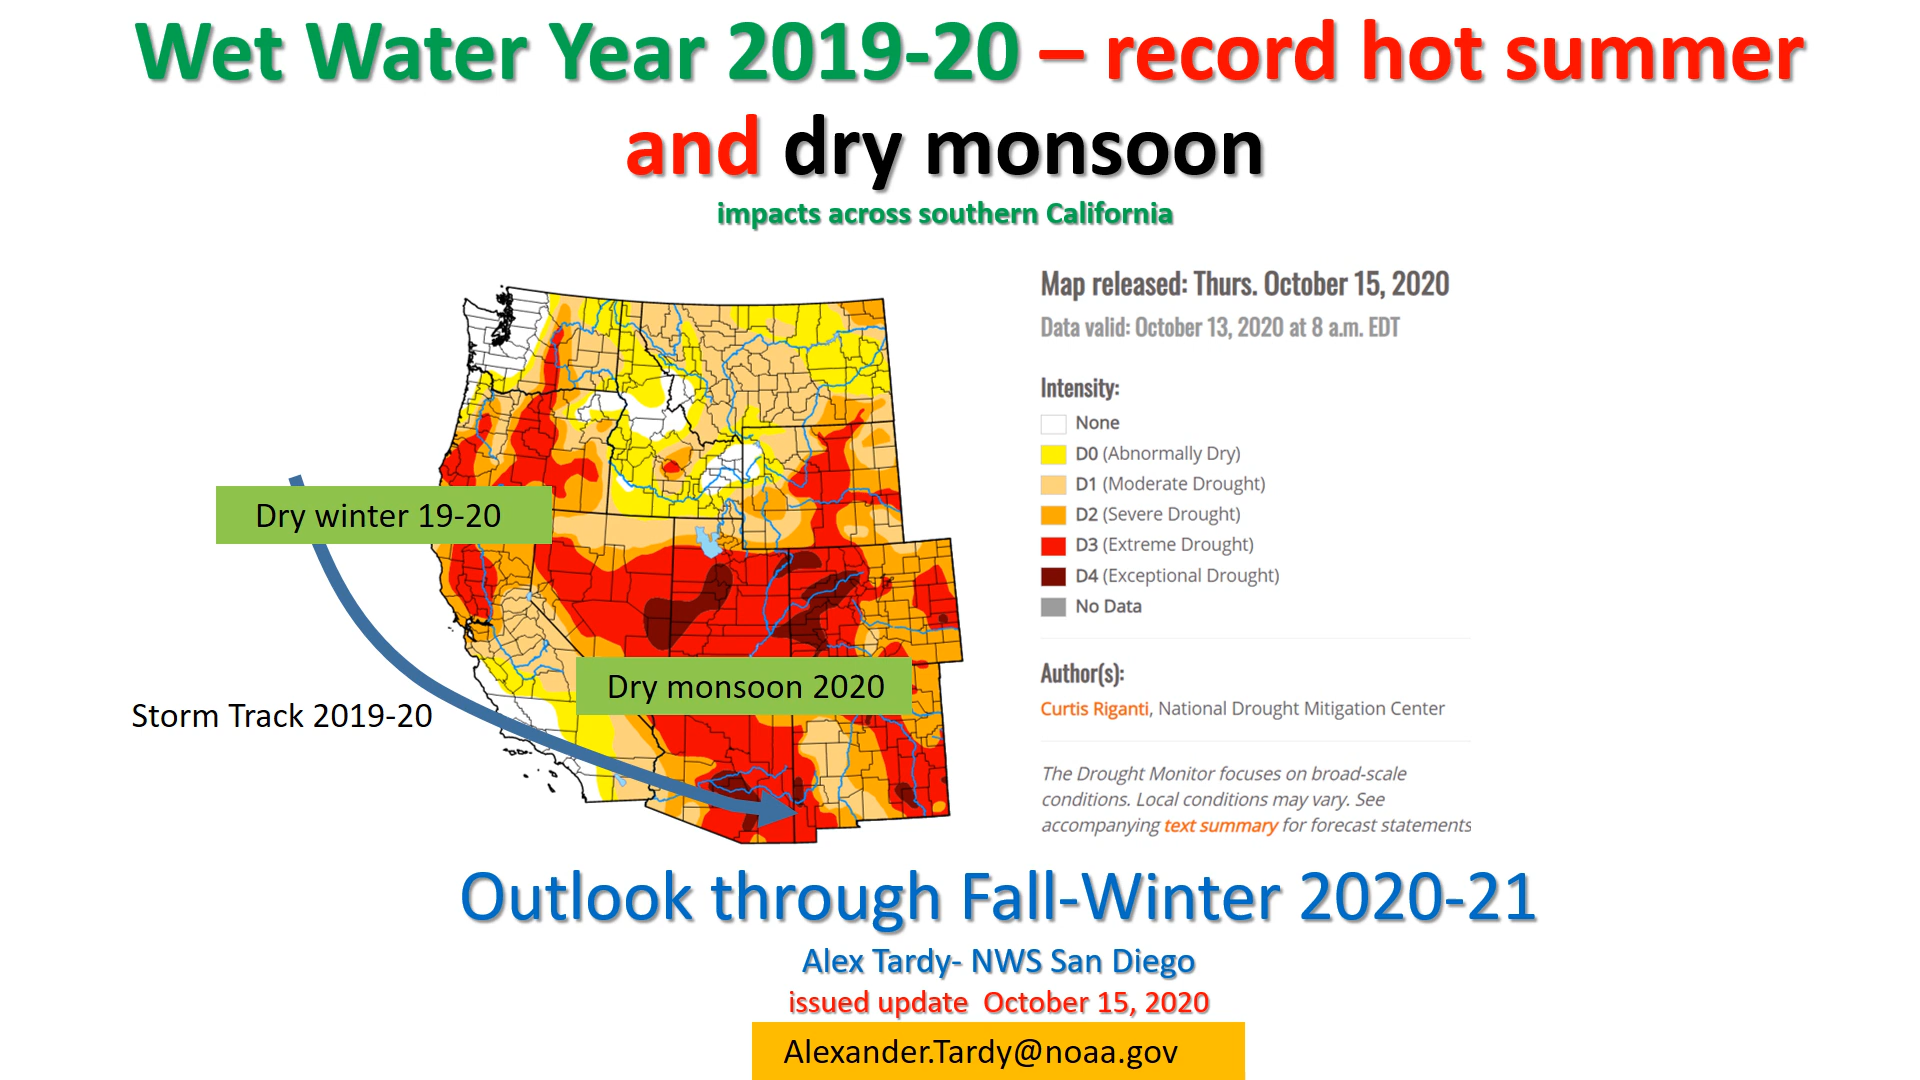 Wet Water Year 2019-20 – record hot summer
and dry monsoon
impacts across southern California
Map released: Thurs. October 15, 2020
Data valid: October 13, 2020 at 8 a.m. EDT
Intensity:
None
D0 (Abnormally Dry)
D1 (Moderate Drought)
D2 (Severe Drought)
D3 (Extreme Drought)
D4 (Exceptional Drought)
No Data
Author(s):
Curtis Riganti, National Drought Mitigation Center
The Drought Monitor focuses on broad-scale
conditions. Local conditions may vary. See
accompanying text summary for forecast statements
Dry winter 19-20
Dry monsoon 2020
Storm Track 2019-20
Outlook through Fall-Winter 2020-21
Alex Tardy- NWS San Diego
issued update  October 15, 2020
Alexander.Tardy@noaa.gov